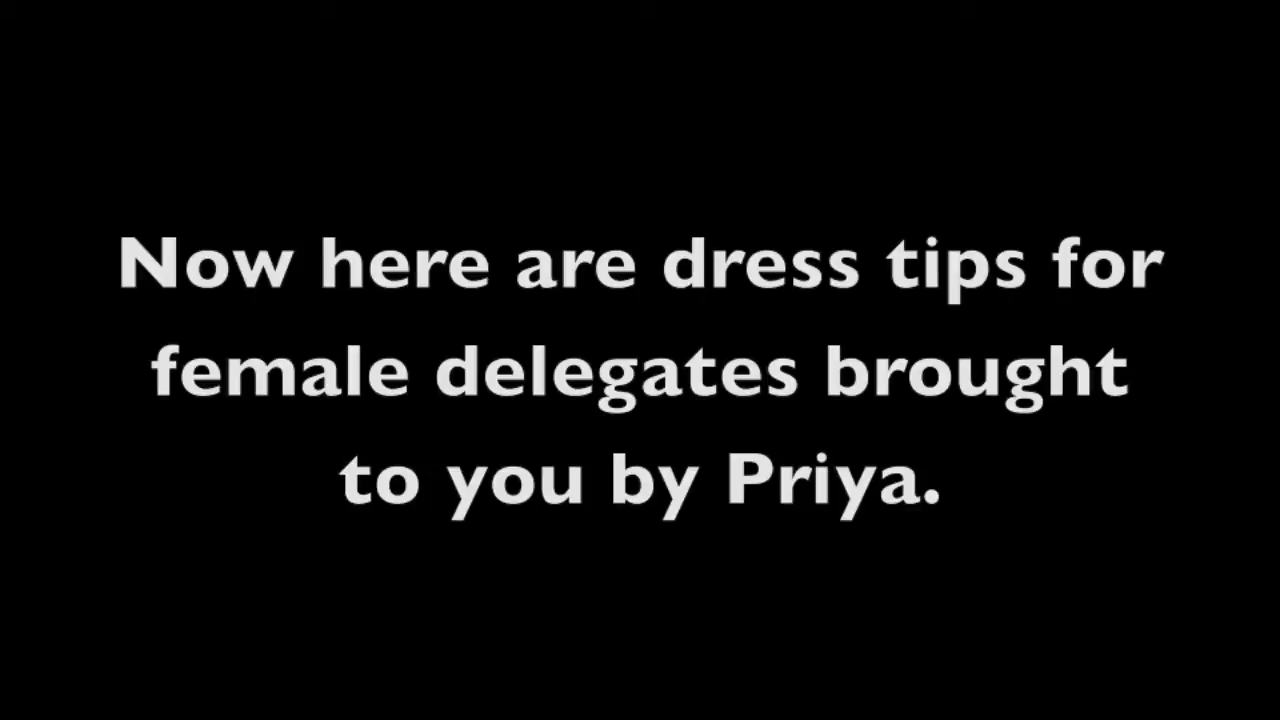 Now here are dress tips for
female delegates brought
to you by Priya.